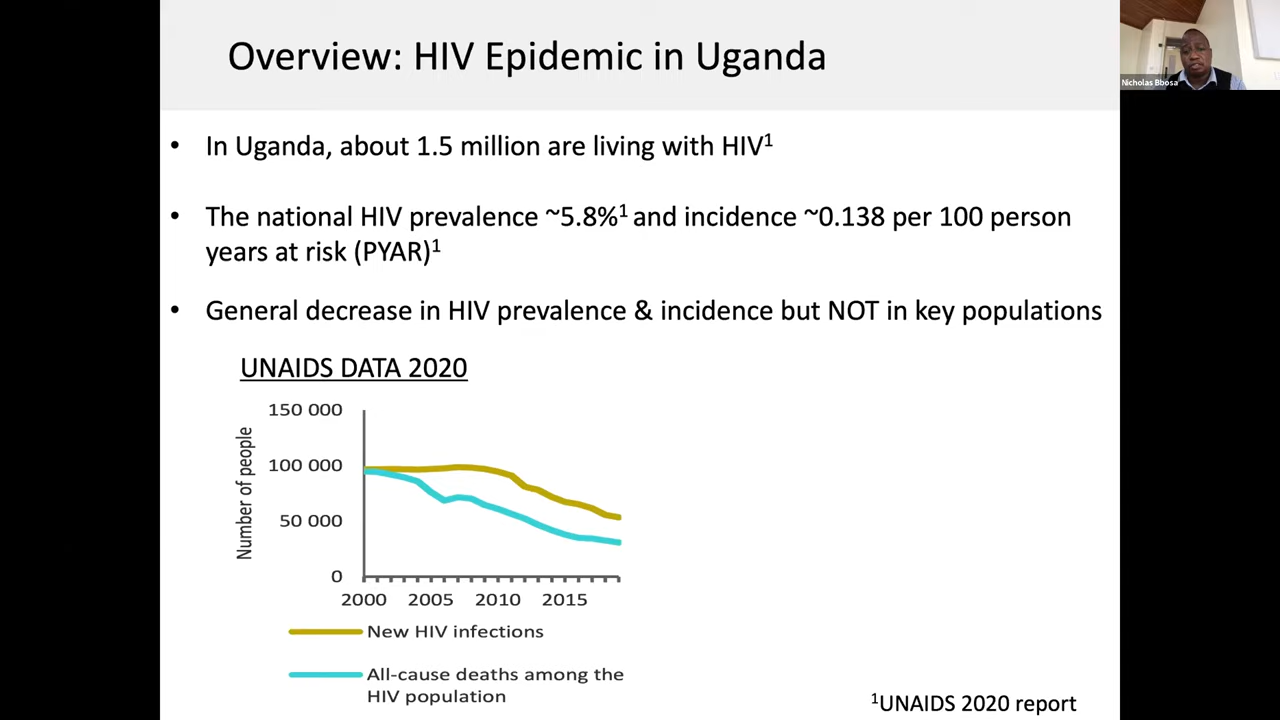 Overview: HIV Epidemic in Uganda
Nicholas Bbosa
• In Uganda, about 1.5 million are living with HIV¹
• The national HIV prevalence ~5.8%¹ and incidence ~0.138 per 100 person
years at risk (PYAR)¹
• General decrease in HIV prevalence & incidence but NOT in key populations
UNAIDS DATA 2020
Number of people
150 000
100 000
50 000
0
2000 2005 2010 2015
New HIV infections
All-cause deaths among the
HIV population
¹UNAIDS 2020 report